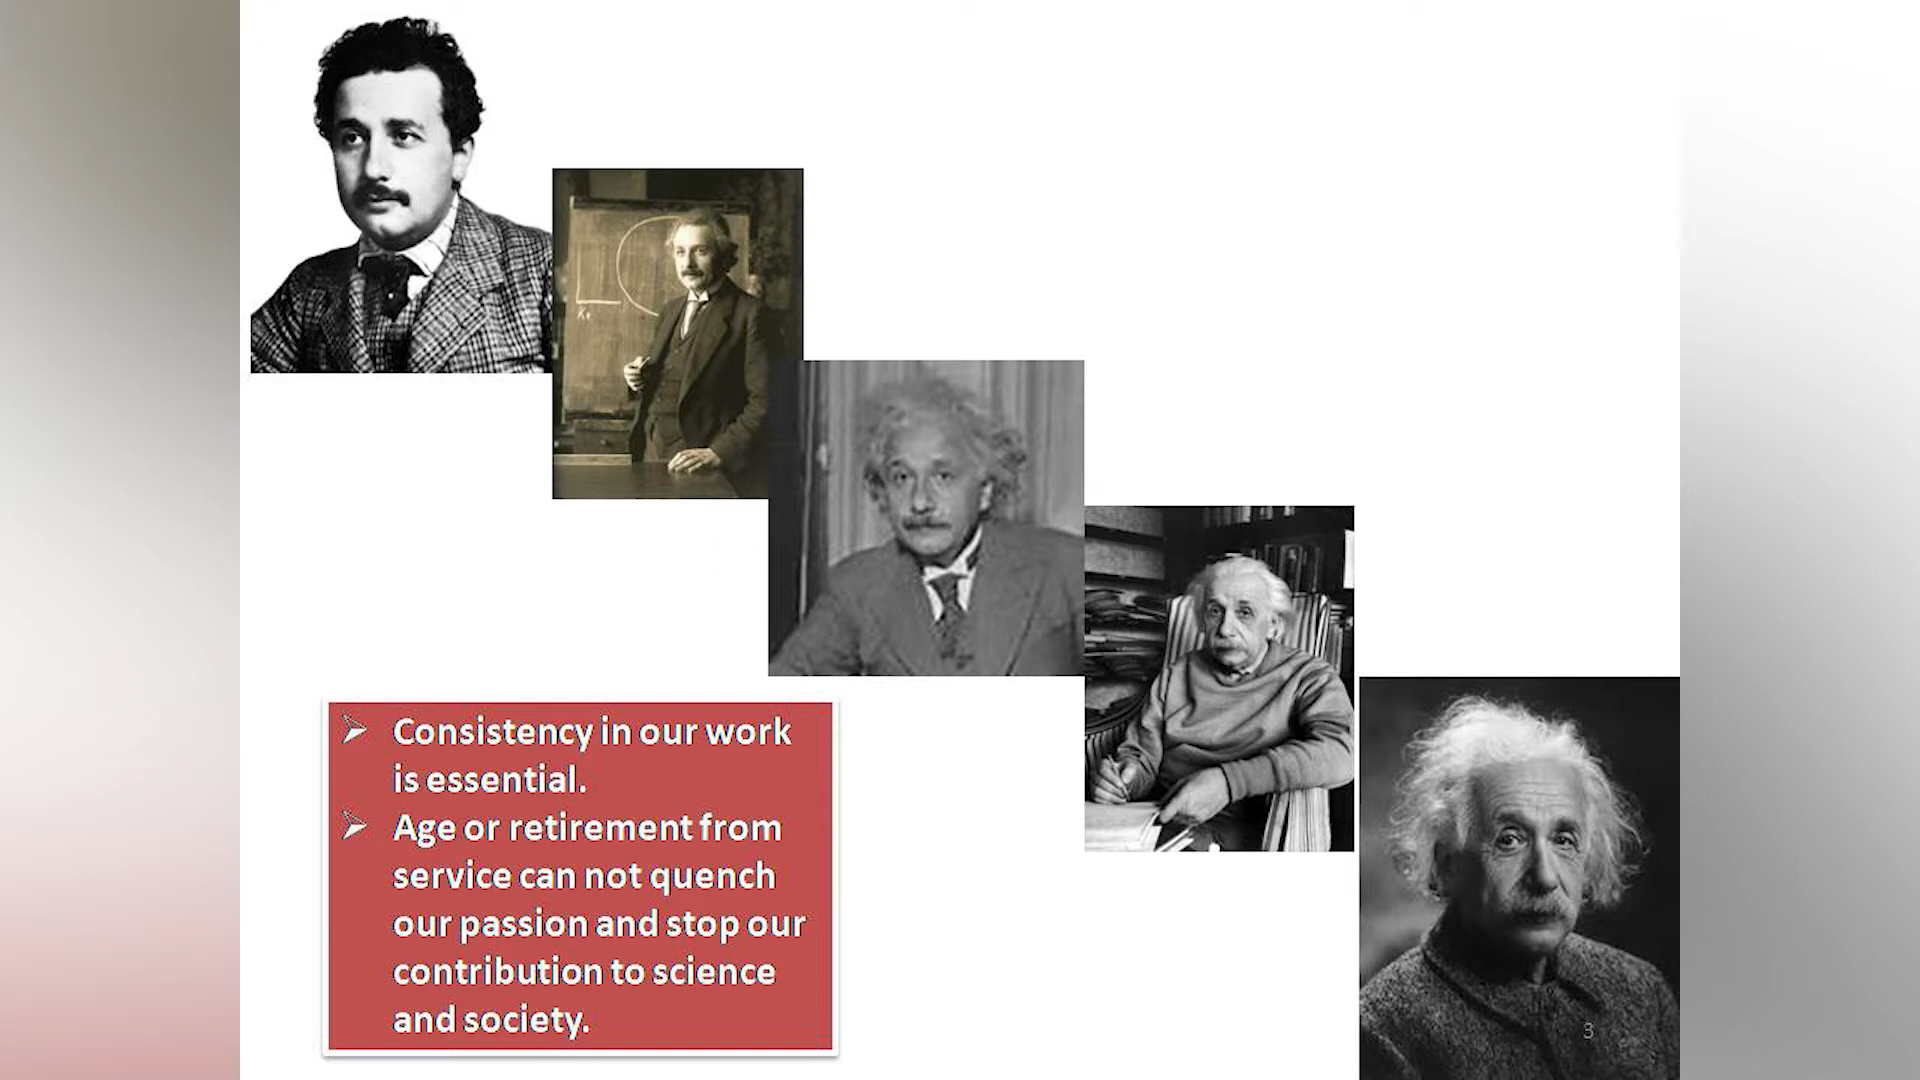 Consistency in our work
is essential.
Age or retirement from
service can not quench
our passion and stop our
contribution to science
and society.
3